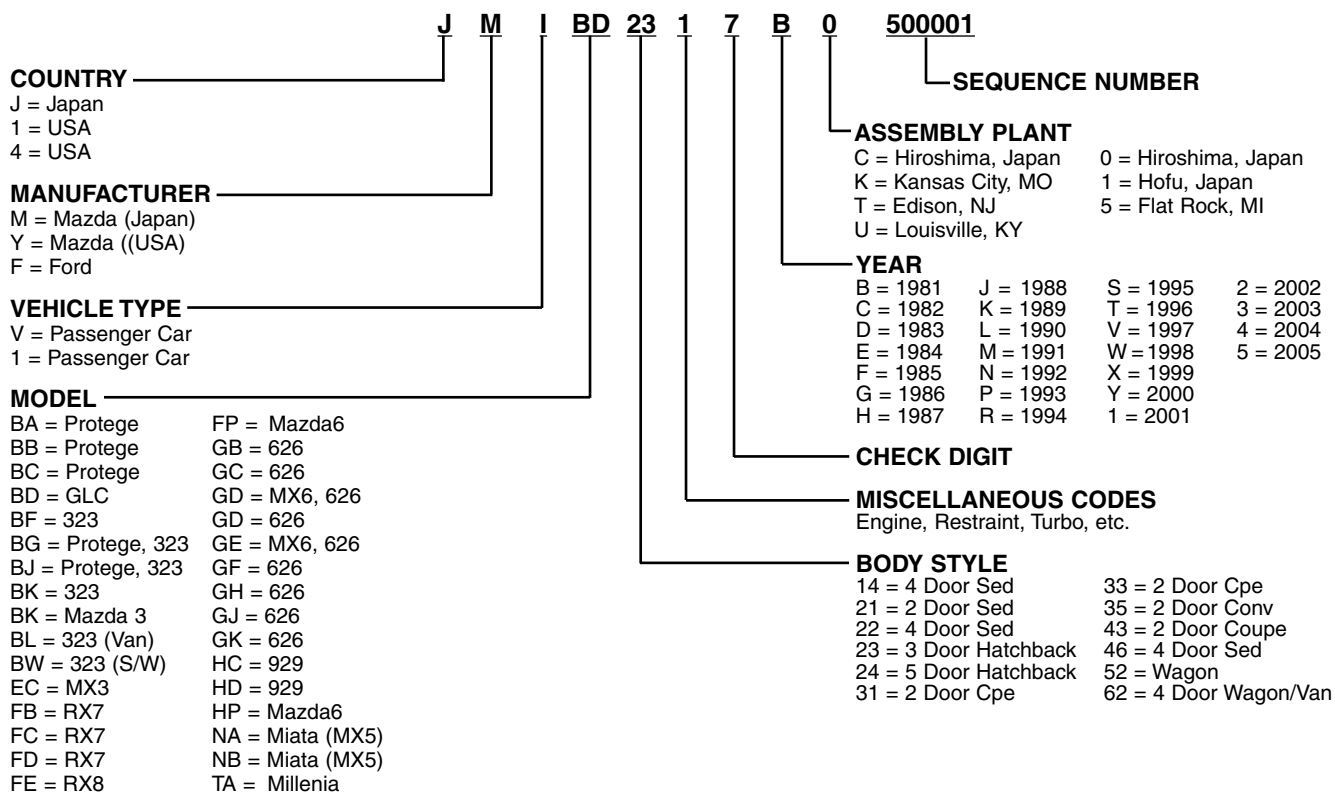 J M I BD 23 1 7 B 0 500001
COUNTRY
J = Japan
1 = USA
4 = USA
MANUFACTURER
M = Mazda (Japan)
Y = Mazda ((USA)
F = Ford
VEHICLE TYPE
V = Passenger Car
1 = Passenger Car
MODEL
BA = Protege FP = Mazda6
BB = Protege GB = 626
BC = Protege GC = 626
BD = GLC GD = MX6, 626
BF = 323 GD = 626
BG = Protege, 323 GE = MX6, 626
BJ = Protege, 323 GF = 626
BK = 323 GH = 626
BK = Mazda 3 GJ = 626
BL = 323 (Van) GK = 626
BW = 323 (S/W) HC = 929
EC = MX3 HD = 929
FB = RX7 HP = Mazda6
FC = RX7 NA = Miata (MX5)
FD = RX7 NB = Miata (MX5)
FE = RX8 TA = Millenia
SEQUENCE NUMBER
ASSEMBLY PLANT
C = Hiroshima, Japan 0 = Hiroshima, Japan
K = Kansas City, MO 1 = Hofu, Japan
T = Edison, NJ 5 = Flat Rock, MI
U = Louisville, KY
YEAR
B = 1981 J = 1988 S = 1995 2 = 2002
C = 1982 K = 1989 T = 1996 3 = 2003
D = 1983 L = 1990 V = 1997 4 = 2004
E = 1984 M = 1991 W = 1998 5 = 2005
F = 1985 N = 1992 X = 1999
G = 1986 P = 1993 Y = 2000
H = 1987 R = 1994 1 = 2001
CHECK DIGIT
MISCELLANEOUS CODES
Engine, Restraint, Turbo, etc.
BODY STYLE
14 = 4 Door Sed 33 = 2 Door Cpe
21 = 2 Door Sed 35 = 2 Door Conv
22 = 4 Door Sed 43 = 2 Door Coupe
23 = 3 Door Hatchback 46 = 4 Door Sed
24 = 5 Door Hatchback 52 = Wagon
31 = 2 Door Cpe 62 = 4 Door Wagon/Van